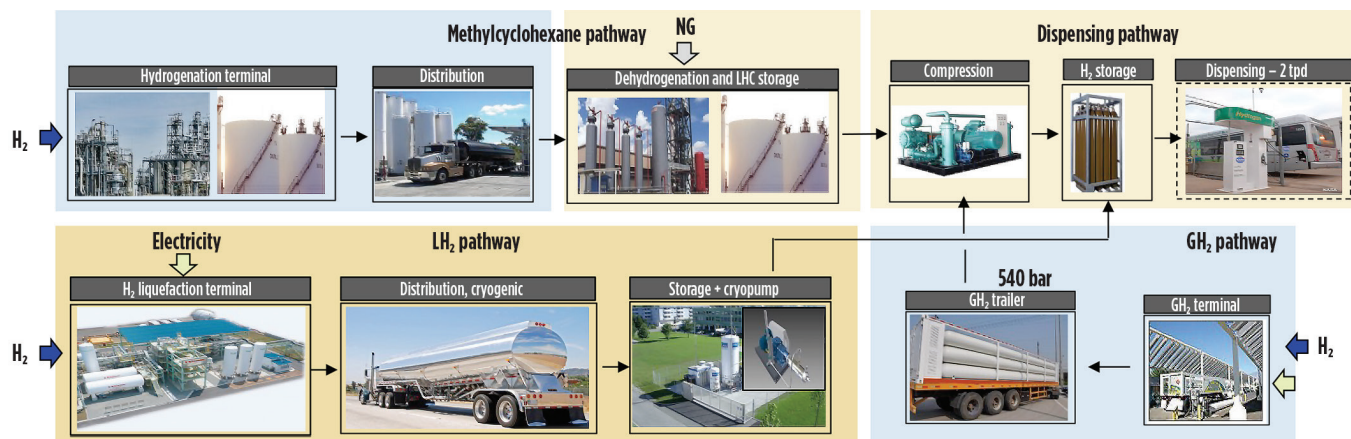 Methylcyclohexane pathway
NG
Dispensing pathway
Hydrogenation terminal
Distribution
Dehydrogenation and LHC storage
Compression
H₂ storage
Dispensing – 2 tpd
H₂
Hydrogen
Electricity
LH₂ pathway
GH₂ pathway
H₂ liquefaction terminal
Distribution, cryogenic
Storage + cryopump
540 bar
GH₂ trailer
GH₂ terminal
H₂
H₂